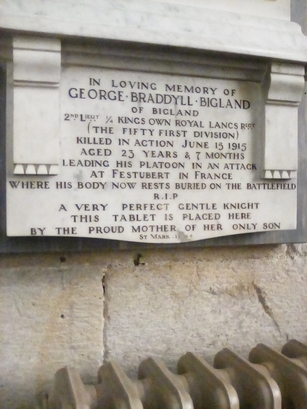 IN LOVING MEMORY OF
GEORGE · BRADDYLL · BIGLAND
OF BIGLAND
2ND LIEUT ¼ KINGS OWN ROYAL LANCS REGT
(THE FIFTY FIRST DIVISION)
KILLED IN ACTION JUNE 15 1915
AGED 23 YEARS & 7 MONTHS
LEADING HIS PLATOON IN AN ATTACK
AT FESTUBERT IN FRANCE
WHERE HIS BODY NOW RESTS BURIED ON THE BATTLEFIELD
R.I.P
A VERY PERFECT GENTLE KNIGHT
THIS TABLET IS PLACED HERE
BY THE PROUD MOTHER OF HER ONLY SON
ST MARK